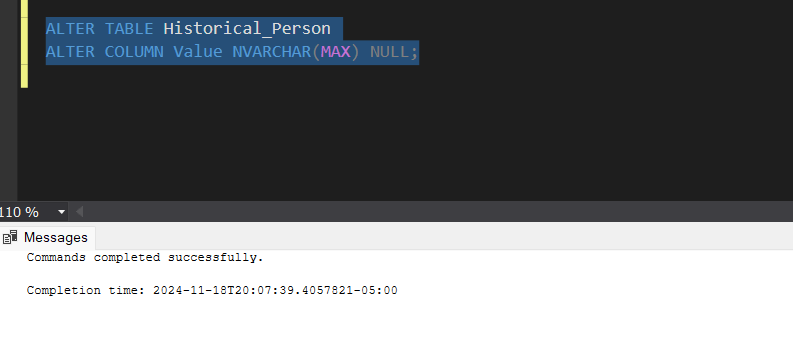 ALTER TABLE Historical_Person
ALTER COLUMN Value NVARCHAR(MAX) NULL;
110 %
Messages
Commands completed successfully.
Completion time: 2024-11-18T20:07:39.4057821-05:00